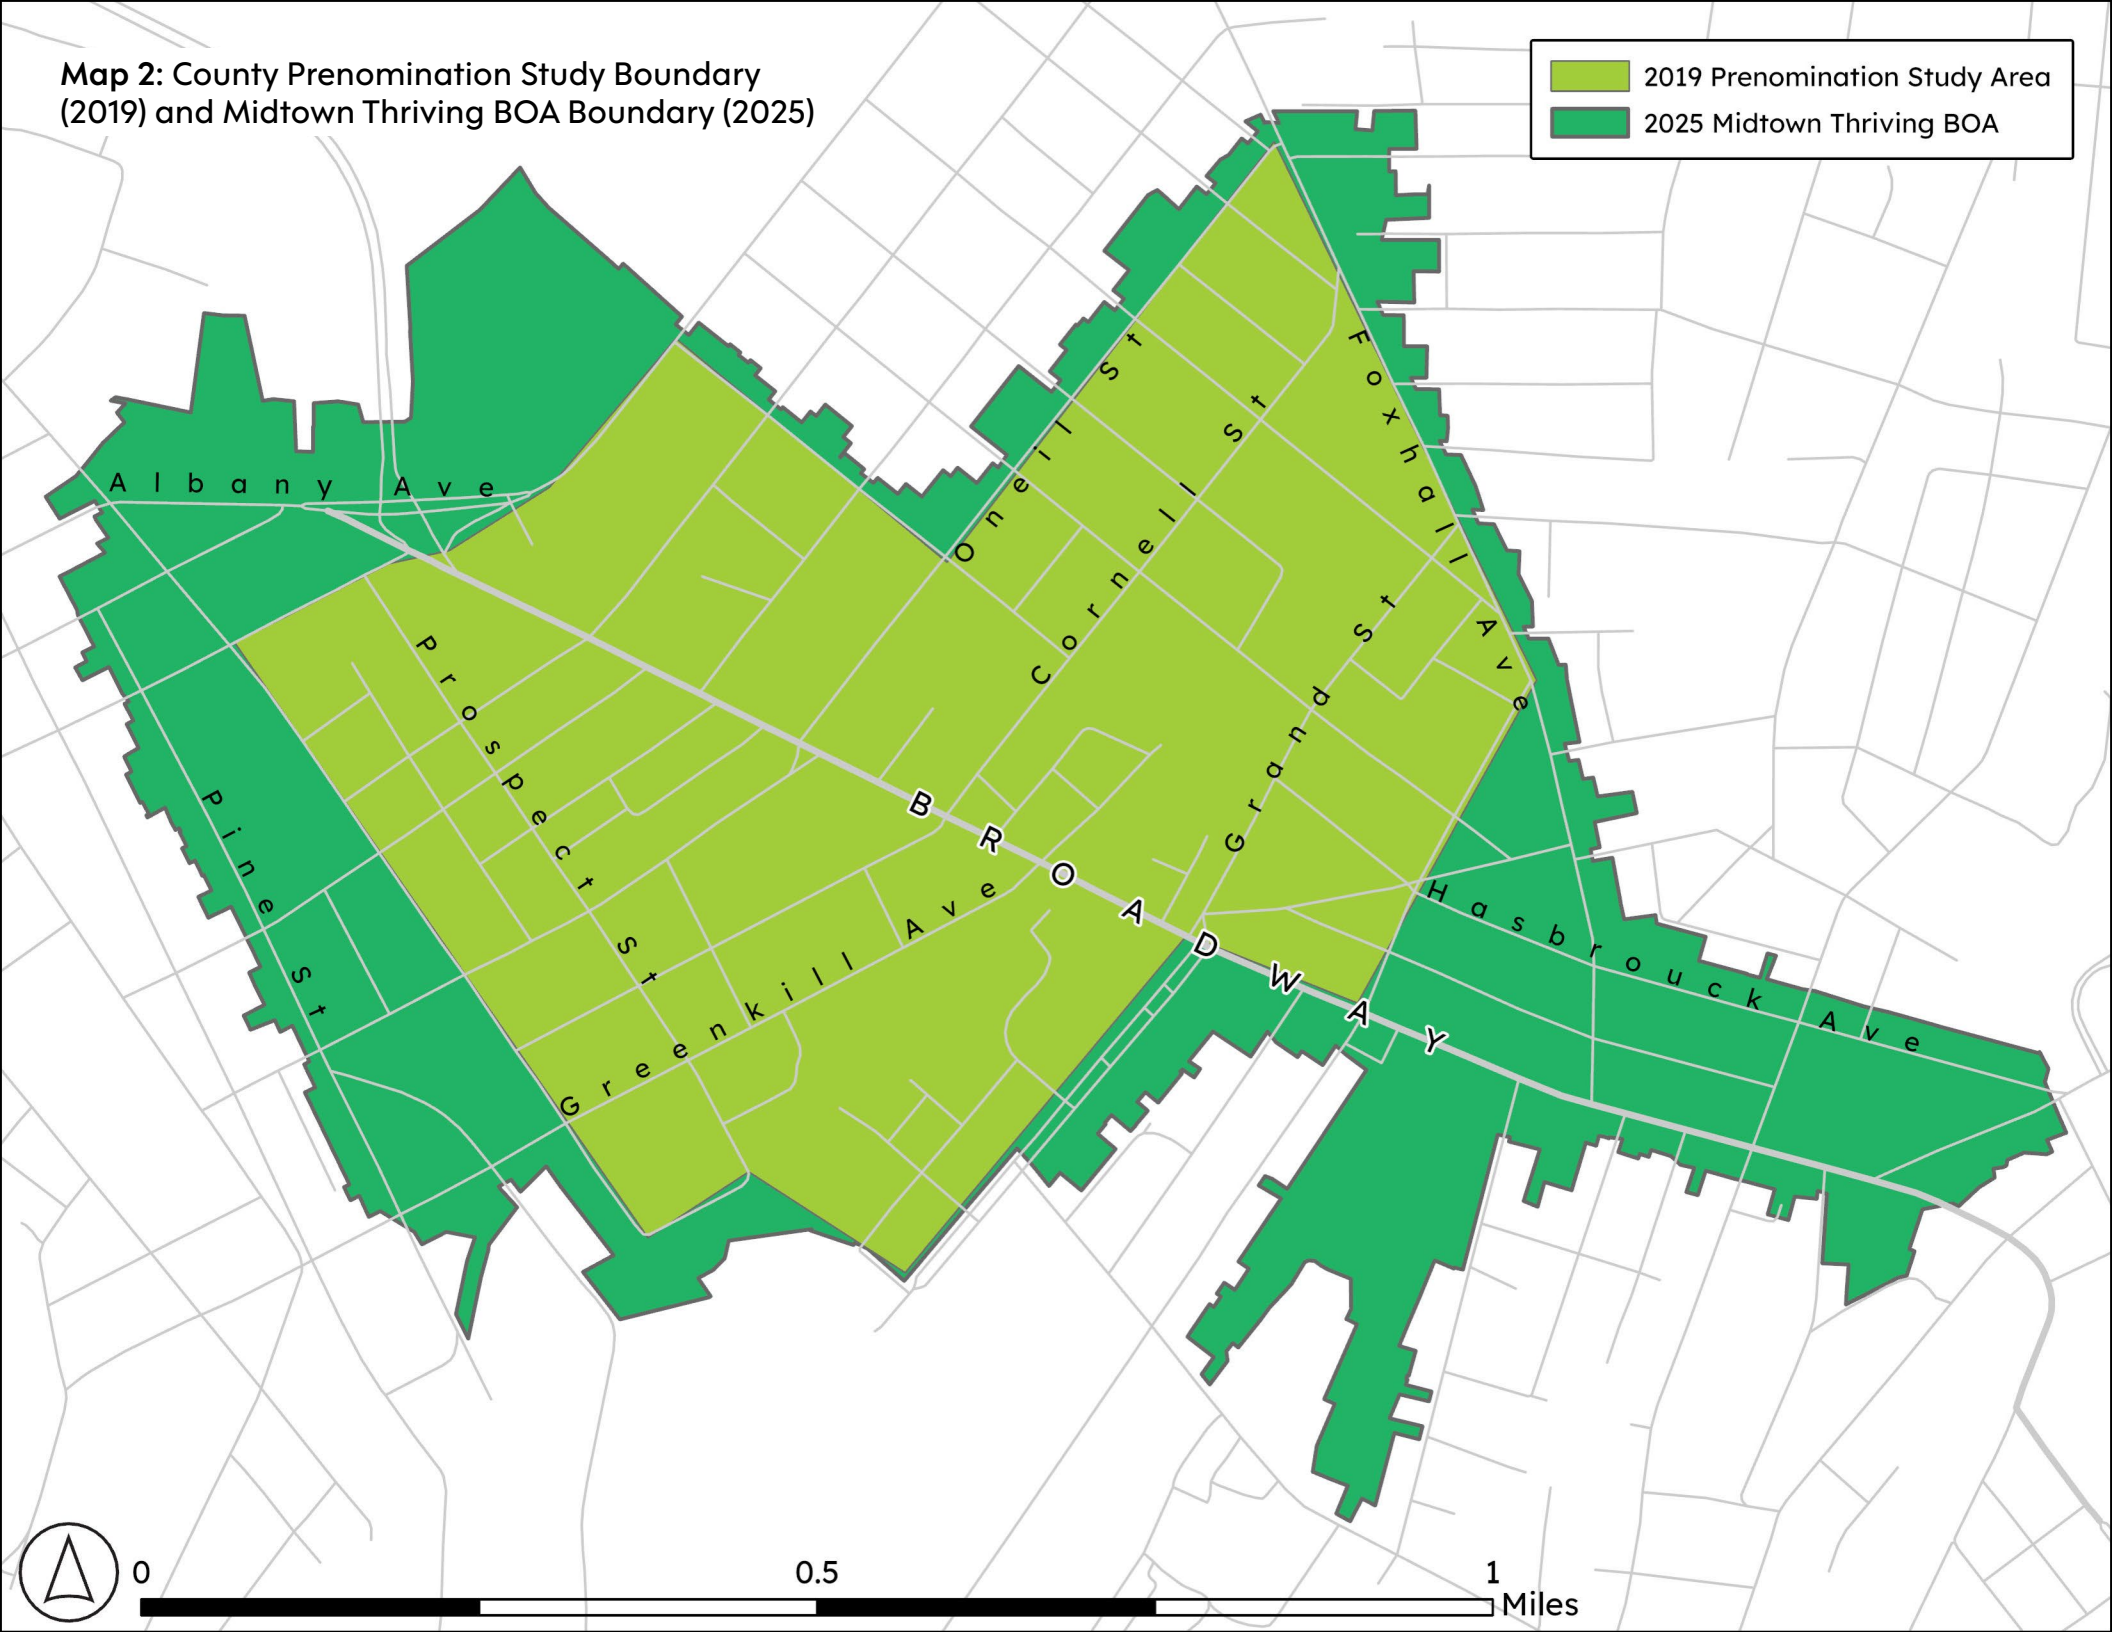 Map 2: County Prenomination Study Boundary
(2019) and Midtown Thriving BOA Boundary (2025)
2019 Prenomination Study Area
2025 Midtown Thriving BOA
Albany Ave
Oneil St
Cornell St
Foxhall Ave
Prospect St
Grand St
Pine St
BROADWAY
Greenkill Ave
Hasbrouck Ave
0 0.5 1
Miles